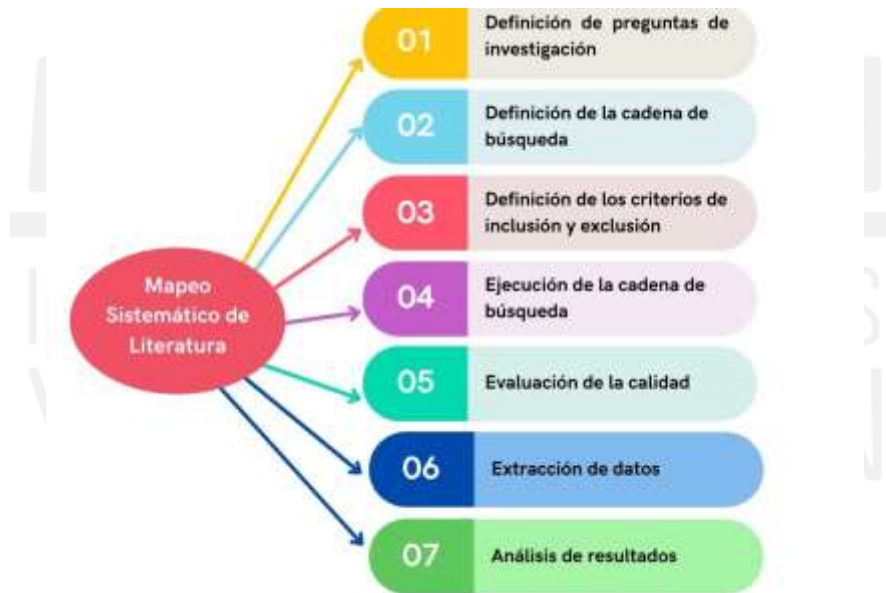 01
Definición de preguntas de
investigación
02
Definición de la cadena de
búsqueda
03
Definición de los criterios de
inclusión y exclusión
Mapeo
Sistemático de
Literatura
04
Ejecución de la cadena de
búsqueda
05
Evaluación de la calidad
06
Extracción de datos
07
Análisis de resultados